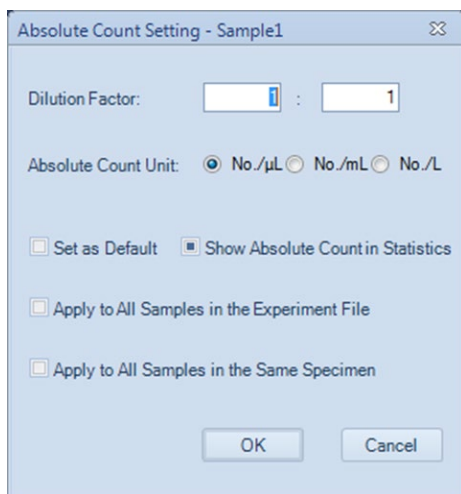 Absolute Count Setting - Sample1
Dilution Factor: 1 : 1
Absolute Count Unit: No./µL No./mL No./L
Set as Default Show Absolute Count in Statistics
Apply to All Samples in the Experiment File
Apply to All Samples in the Same Specimen
OK Cancel